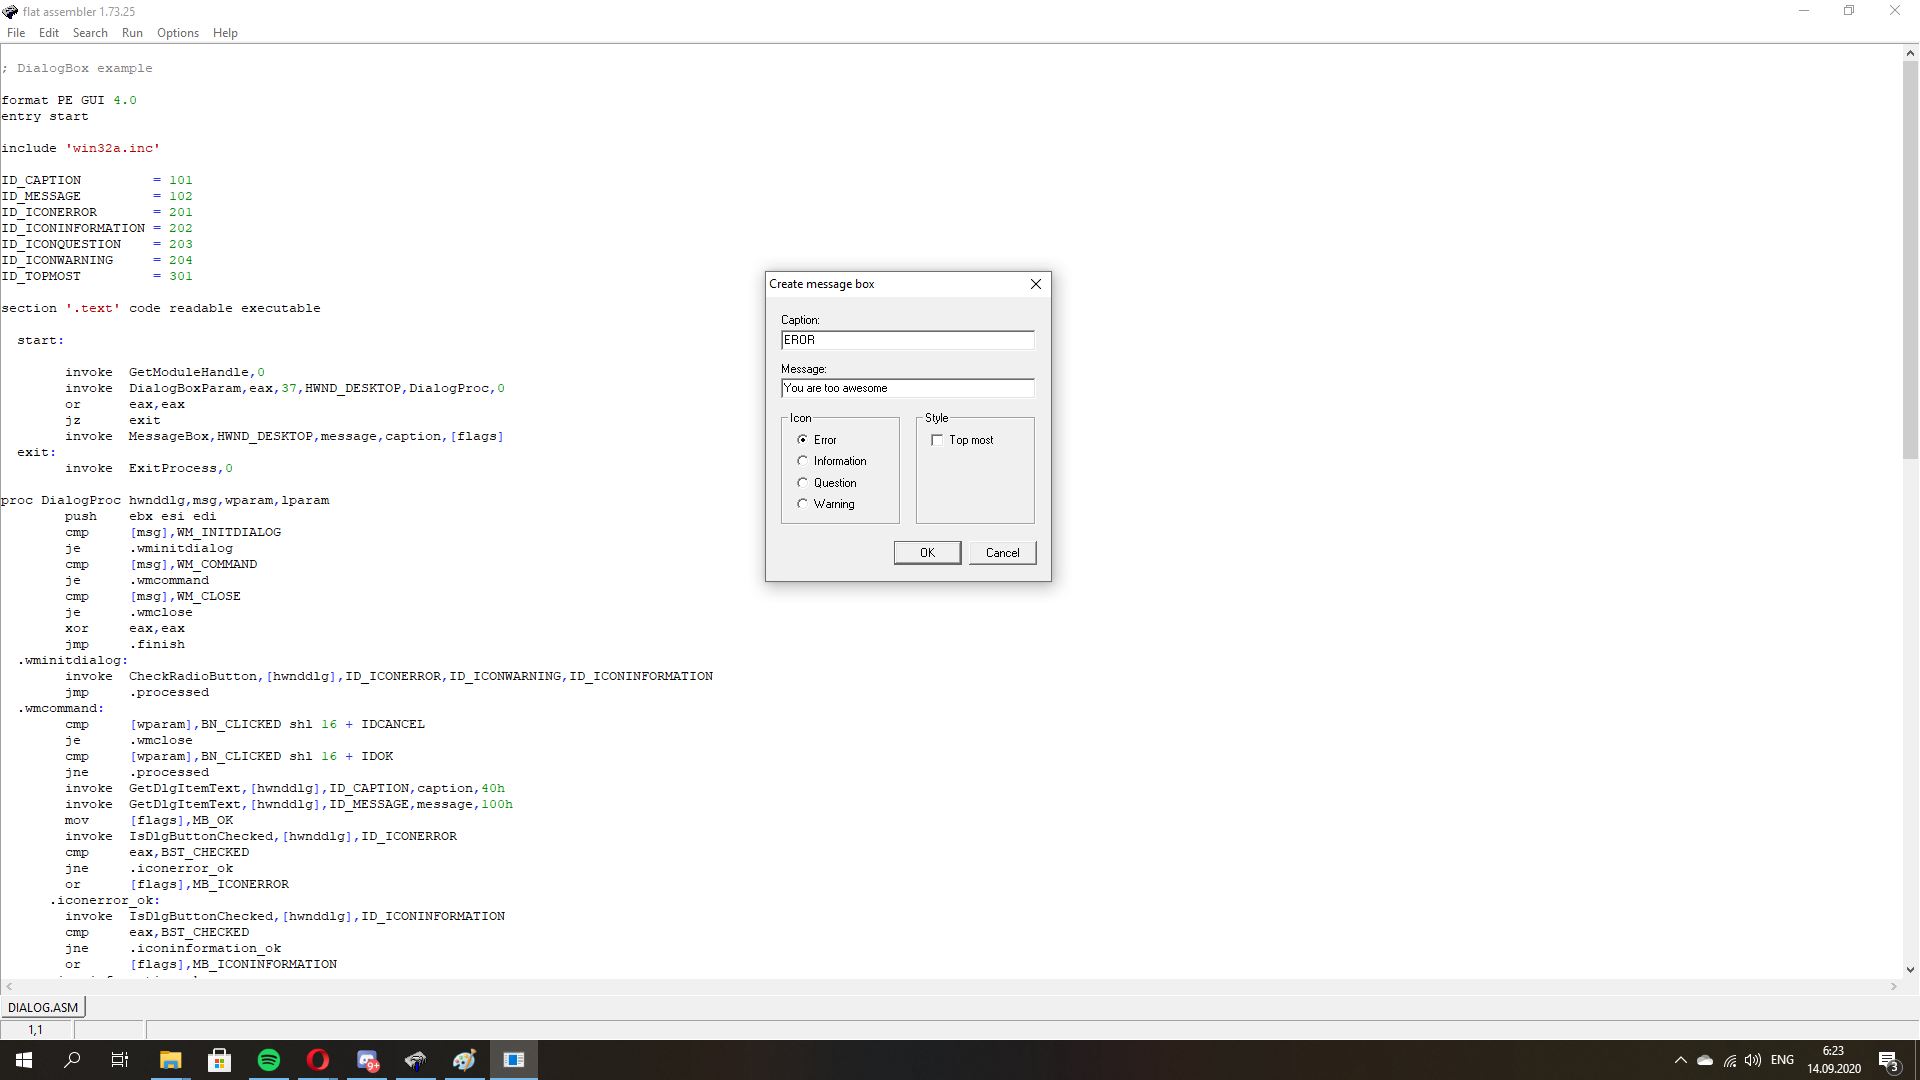 flat assembler 1.73.25
File Edit Search Run Options Help
; DialogBox example
format PE GUI 4.0
entry start
include 'win32a.inc'
ID_CAPTION = 101
ID_MESSAGE = 102
ID_ICONERROR = 201
ID_ICONINFORMATION = 202
ID_ICONQUESTION = 203
ID_ICONWARNING = 204
ID_TOPMOST = 301
section '.text' code readable executable
start:
invoke GetModuleHandle,0
invoke DialogBoxParam,eax,37,HWND_DESKTOP,DialogProc,0
or eax,eax
jz exit
invoke MessageBox,HWND_DESKTOP,message,caption,[flags]
exit:
invoke ExitProcess,0
proc DialogProc hwnddlg,msg,wparam,lparam
push ebx esi edi
cmp [msg],WM_INITDIALOG
je .wminitdialog
cmp [msg],WM_COMMAND
je .wmcommand
cmp [msg],WM_CLOSE
je .wmclose
xor eax,eax
jmp .finish
.wminitdialog:
invoke CheckRadioButton,[hwnddlg],ID_ICONERROR,ID_ICONWARNING,ID_ICONINFORMATION
jmp .processed
.wmcommand:
cmp [wparam],BN_CLICKED shl 16 + IDCANCEL
je .wmclose
cmp [wparam],BN_CLICKED shl 16 + IDOK
jne .processed
invoke GetDlgItemText,[hwnddlg],ID_CAPTION,caption,40h
invoke GetDlgItemText,[hwnddlg],ID_MESSAGE,message,100h
mov [flags],MB_OK
invoke IsDlgButtonChecked,[hwnddlg],ID_ICONERROR
cmp eax,BST_CHECKED
jne .iconerror_ok
or [flags],MB_ICONERROR
.iconerror_ok:
invoke IsDlgButtonChecked,[hwnddlg],ID_ICONINFORMATION
cmp eax,BST_CHECKED
jne .iconinformation_ok
or [flags],MB_ICONINFORMATION
Create message box
Caption:
EROR
Message:
You are too awesome
Icon
Error
Information
Question
Warning
Style
Top most
OK Cancel
DIALOG.ASM
1,1
9+
ENG
6:23
14.09.2020
3